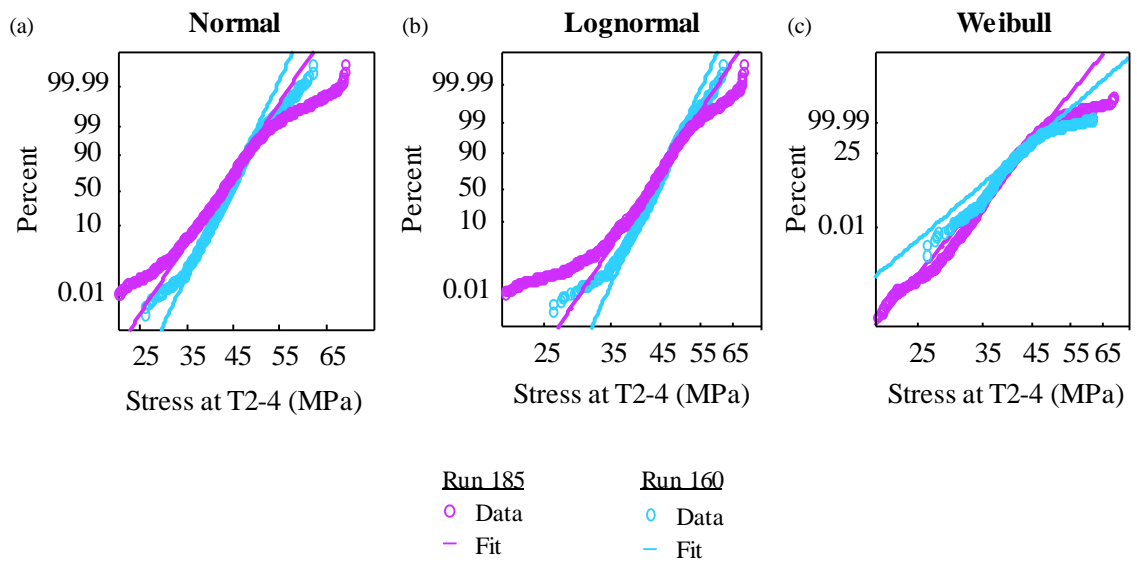 (a) Normal
99.99
99
90
50
10
0.01
Percent
25 35 45 55 65
Stress at T2-4 (MPa)
(b) Lognormal
99.99
99
90
50
10
0.01
Percent
25 35 45 55 65
Stress at T2-4 (MPa)
(c) Weibull
99.99
25
0.01
Percent
25 35 45 55 65
Stress at T2-4 (MPa)
Run 185
Data
Fit
Run 160
Data
Fit